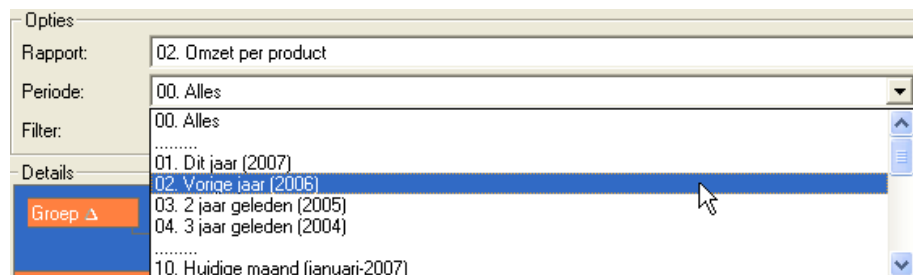 Opties
Rapport: 02. Omzet per product
Periode: 00. Alles
Filter: 00. Alles
.........
01. Dit jaar (2007)
Details
02. Vorige jaar (2006)
Groep Δ 03. 2 jaar geleden (2005)
04. 3 jaar geleden (2004)
.........
10. Huidige maand (januari-2007)